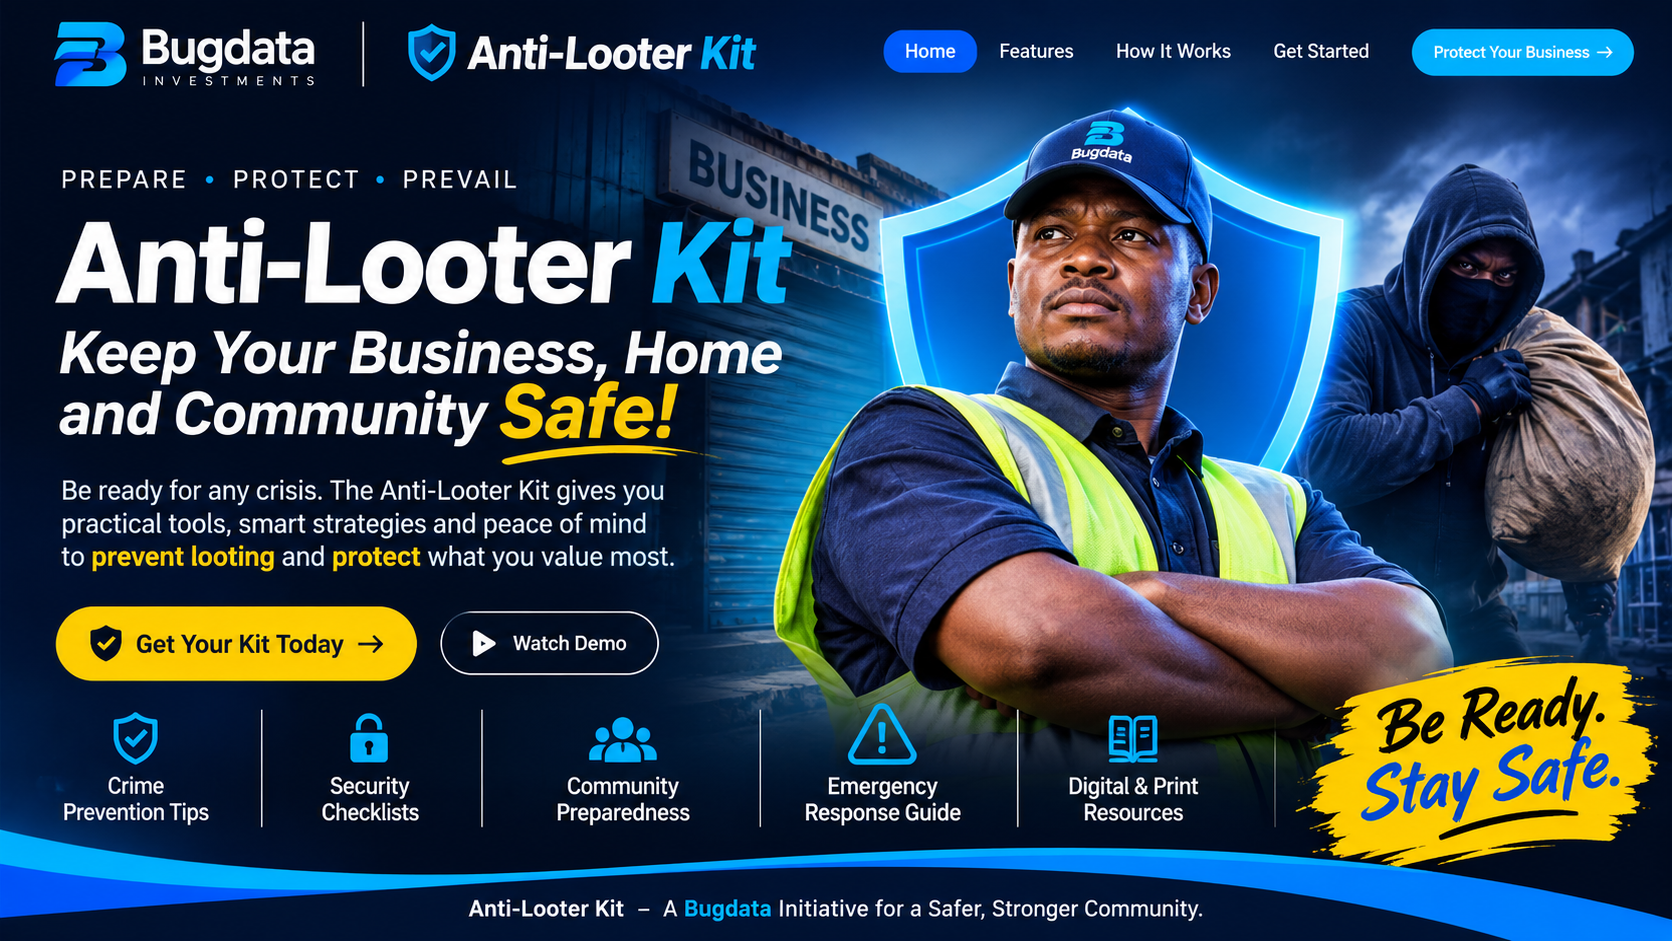 Bugdata
INVESTMENTS
Anti-Looter Kit
Home
Features
How It Works
Get Started
Protect Your Business →
PREPARE • PROTECT • PREVAIL
Anti-Looter Kit
Keep Your Business, Home
and Community Safe!
Be ready for any crisis. The Anti-Looter Kit gives you
practical tools, smart strategies and peace of mind
to prevent looting and protect what you value most.
Get Your Kit Today →
Watch Demo
BUSINESS
Bugdata
Crime
Prevention Tips
Security
Checklists
Community
Preparedness
Emergency
Response Guide
Digital & Print
Resources
Be Ready.
Stay Safe.
Anti-Looter Kit – A Bugdata Initiative for a Safer, Stronger Community.